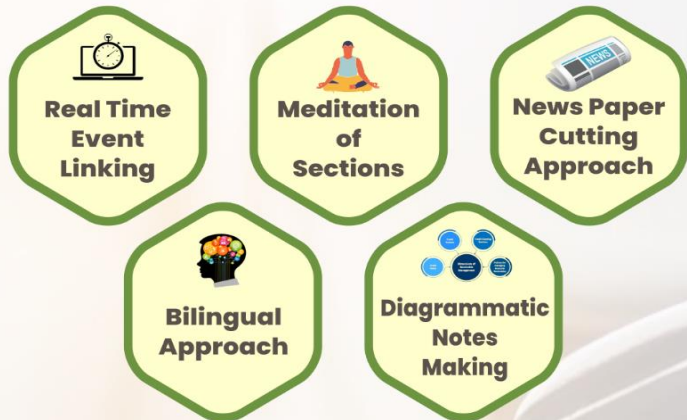 Real Time
Event
Linking
Meditation
of
Sections
NEWS
News Paper
Cutting
Approach
Bilingual
Approach
Diagrammatic
Notes
Making